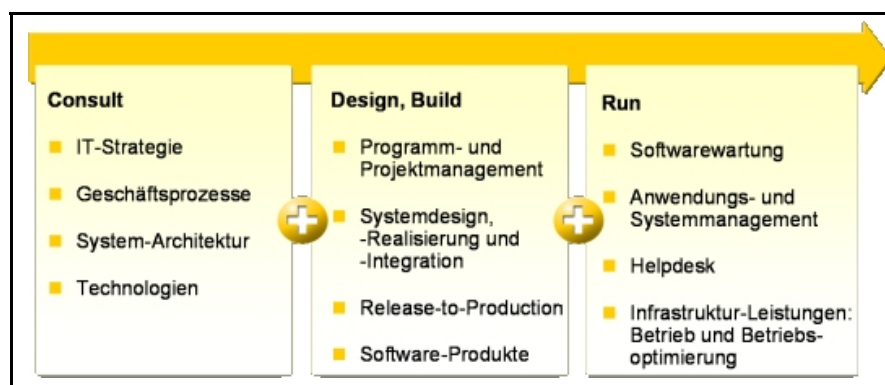 Consult
IT-Strategie
Geschäftsprozesse
System-Architektur
Technologien
Design, Build
Programm- und
Projektmanagement
Systemdesign,
-Realisierung und
-Integration
Release-to-Production
Software-Produkte
Run
Softwarewartung
Anwendungs- und
Systemmanagement
Helpdesk
Infrastruktur-Leistungen:
Betrieb und Betriebs-
optimierung